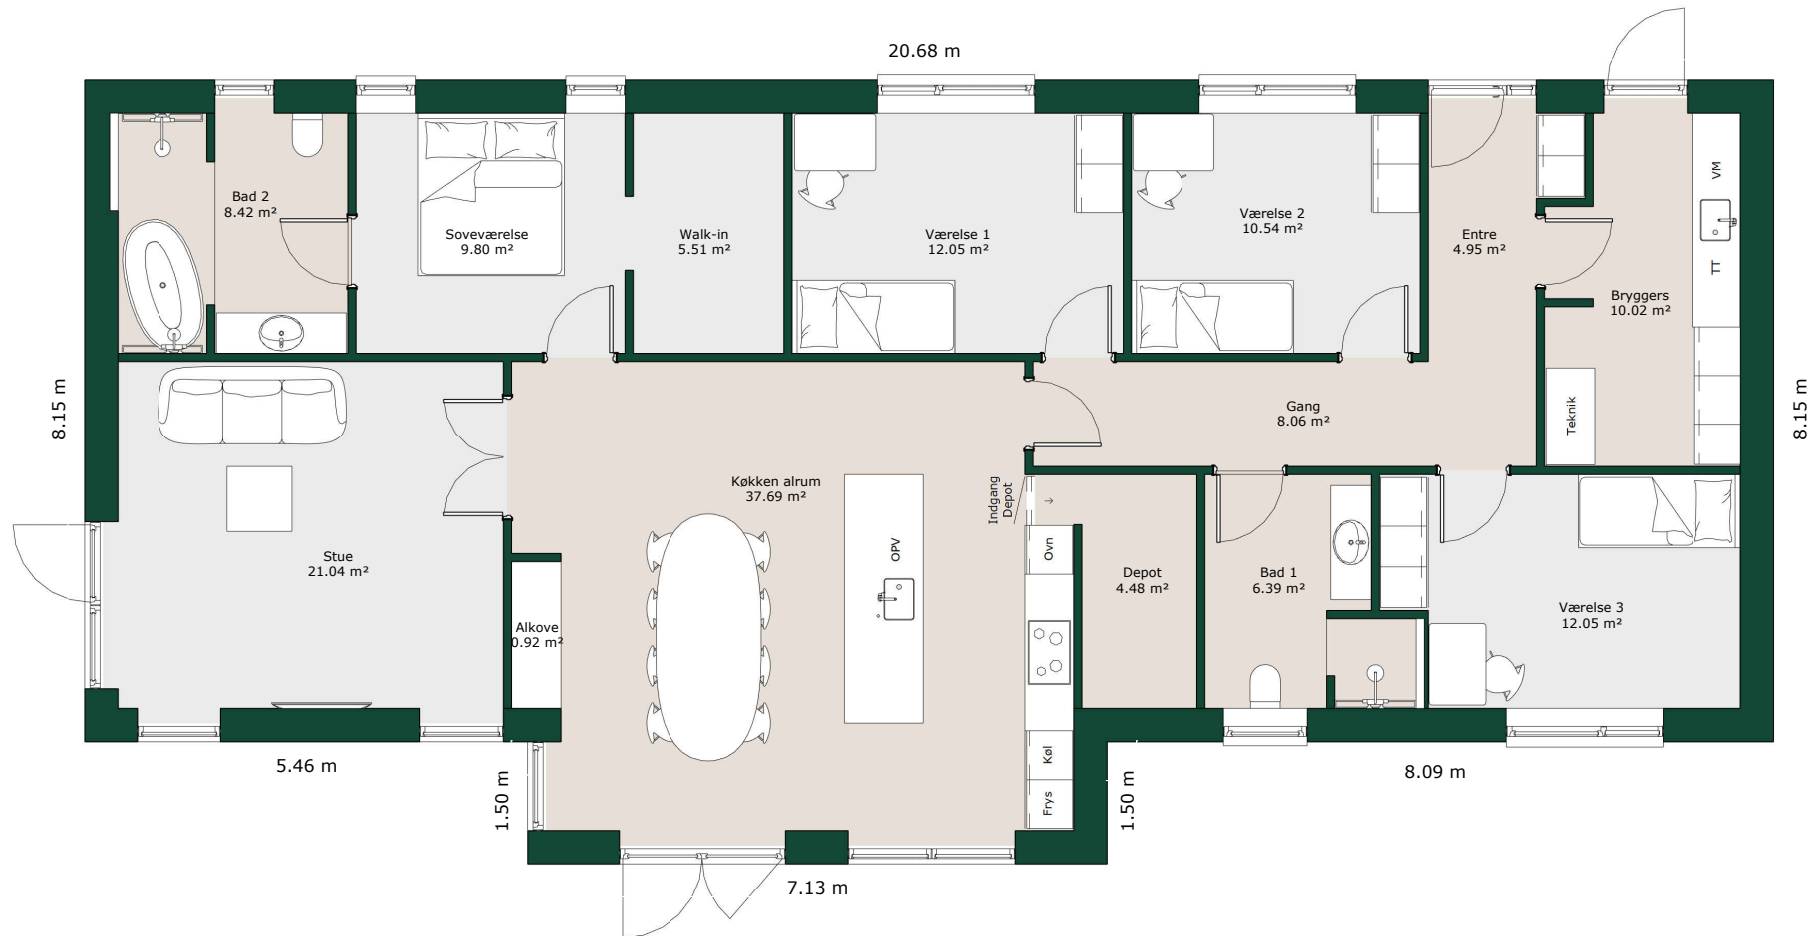 20.68 m
Bad 2
8.42 m²
Soveværelse
9.80 m²
Walk-in
5.51 m²
Værelse 1
12.05 m²
Værelse 2
10.54 m²
Entre
4.95 m²
VM
TT
Bryggers
10.02 m²
8.15 m
8.15 m
Gang
8.06 m²
Teknik
Køkken alrum
37.69 m²
Indgang
Depot
Stue
21.04 m²
OPV
Ovn
Depot
4.48 m²
Bad 1
6.39 m²
Værelse 3
12.05 m²
Alkove
0.92 m²
Køl
Frys
5.46 m
1.50 m
1.50 m
8.09 m
7.13 m